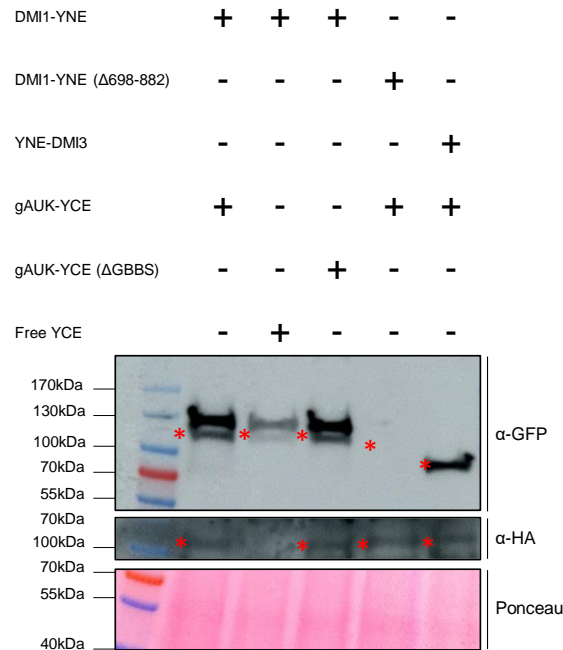 DMI1-YNE + + + - -
DMI1-YNE (Δ698-882) - - - + -
YNE-DMI3 - - - - +
gAUK-YCE + - - + +
gAUK-YCE (ΔGBBS) - - + - -
Free YCE - + - - -
170kDa
130kDa
* * * α-GFP
100kDa *
70kDa *
55kDa
70kDa
100kDa * * * * α-HA
70kDa
55kDa Ponceau
40kDa